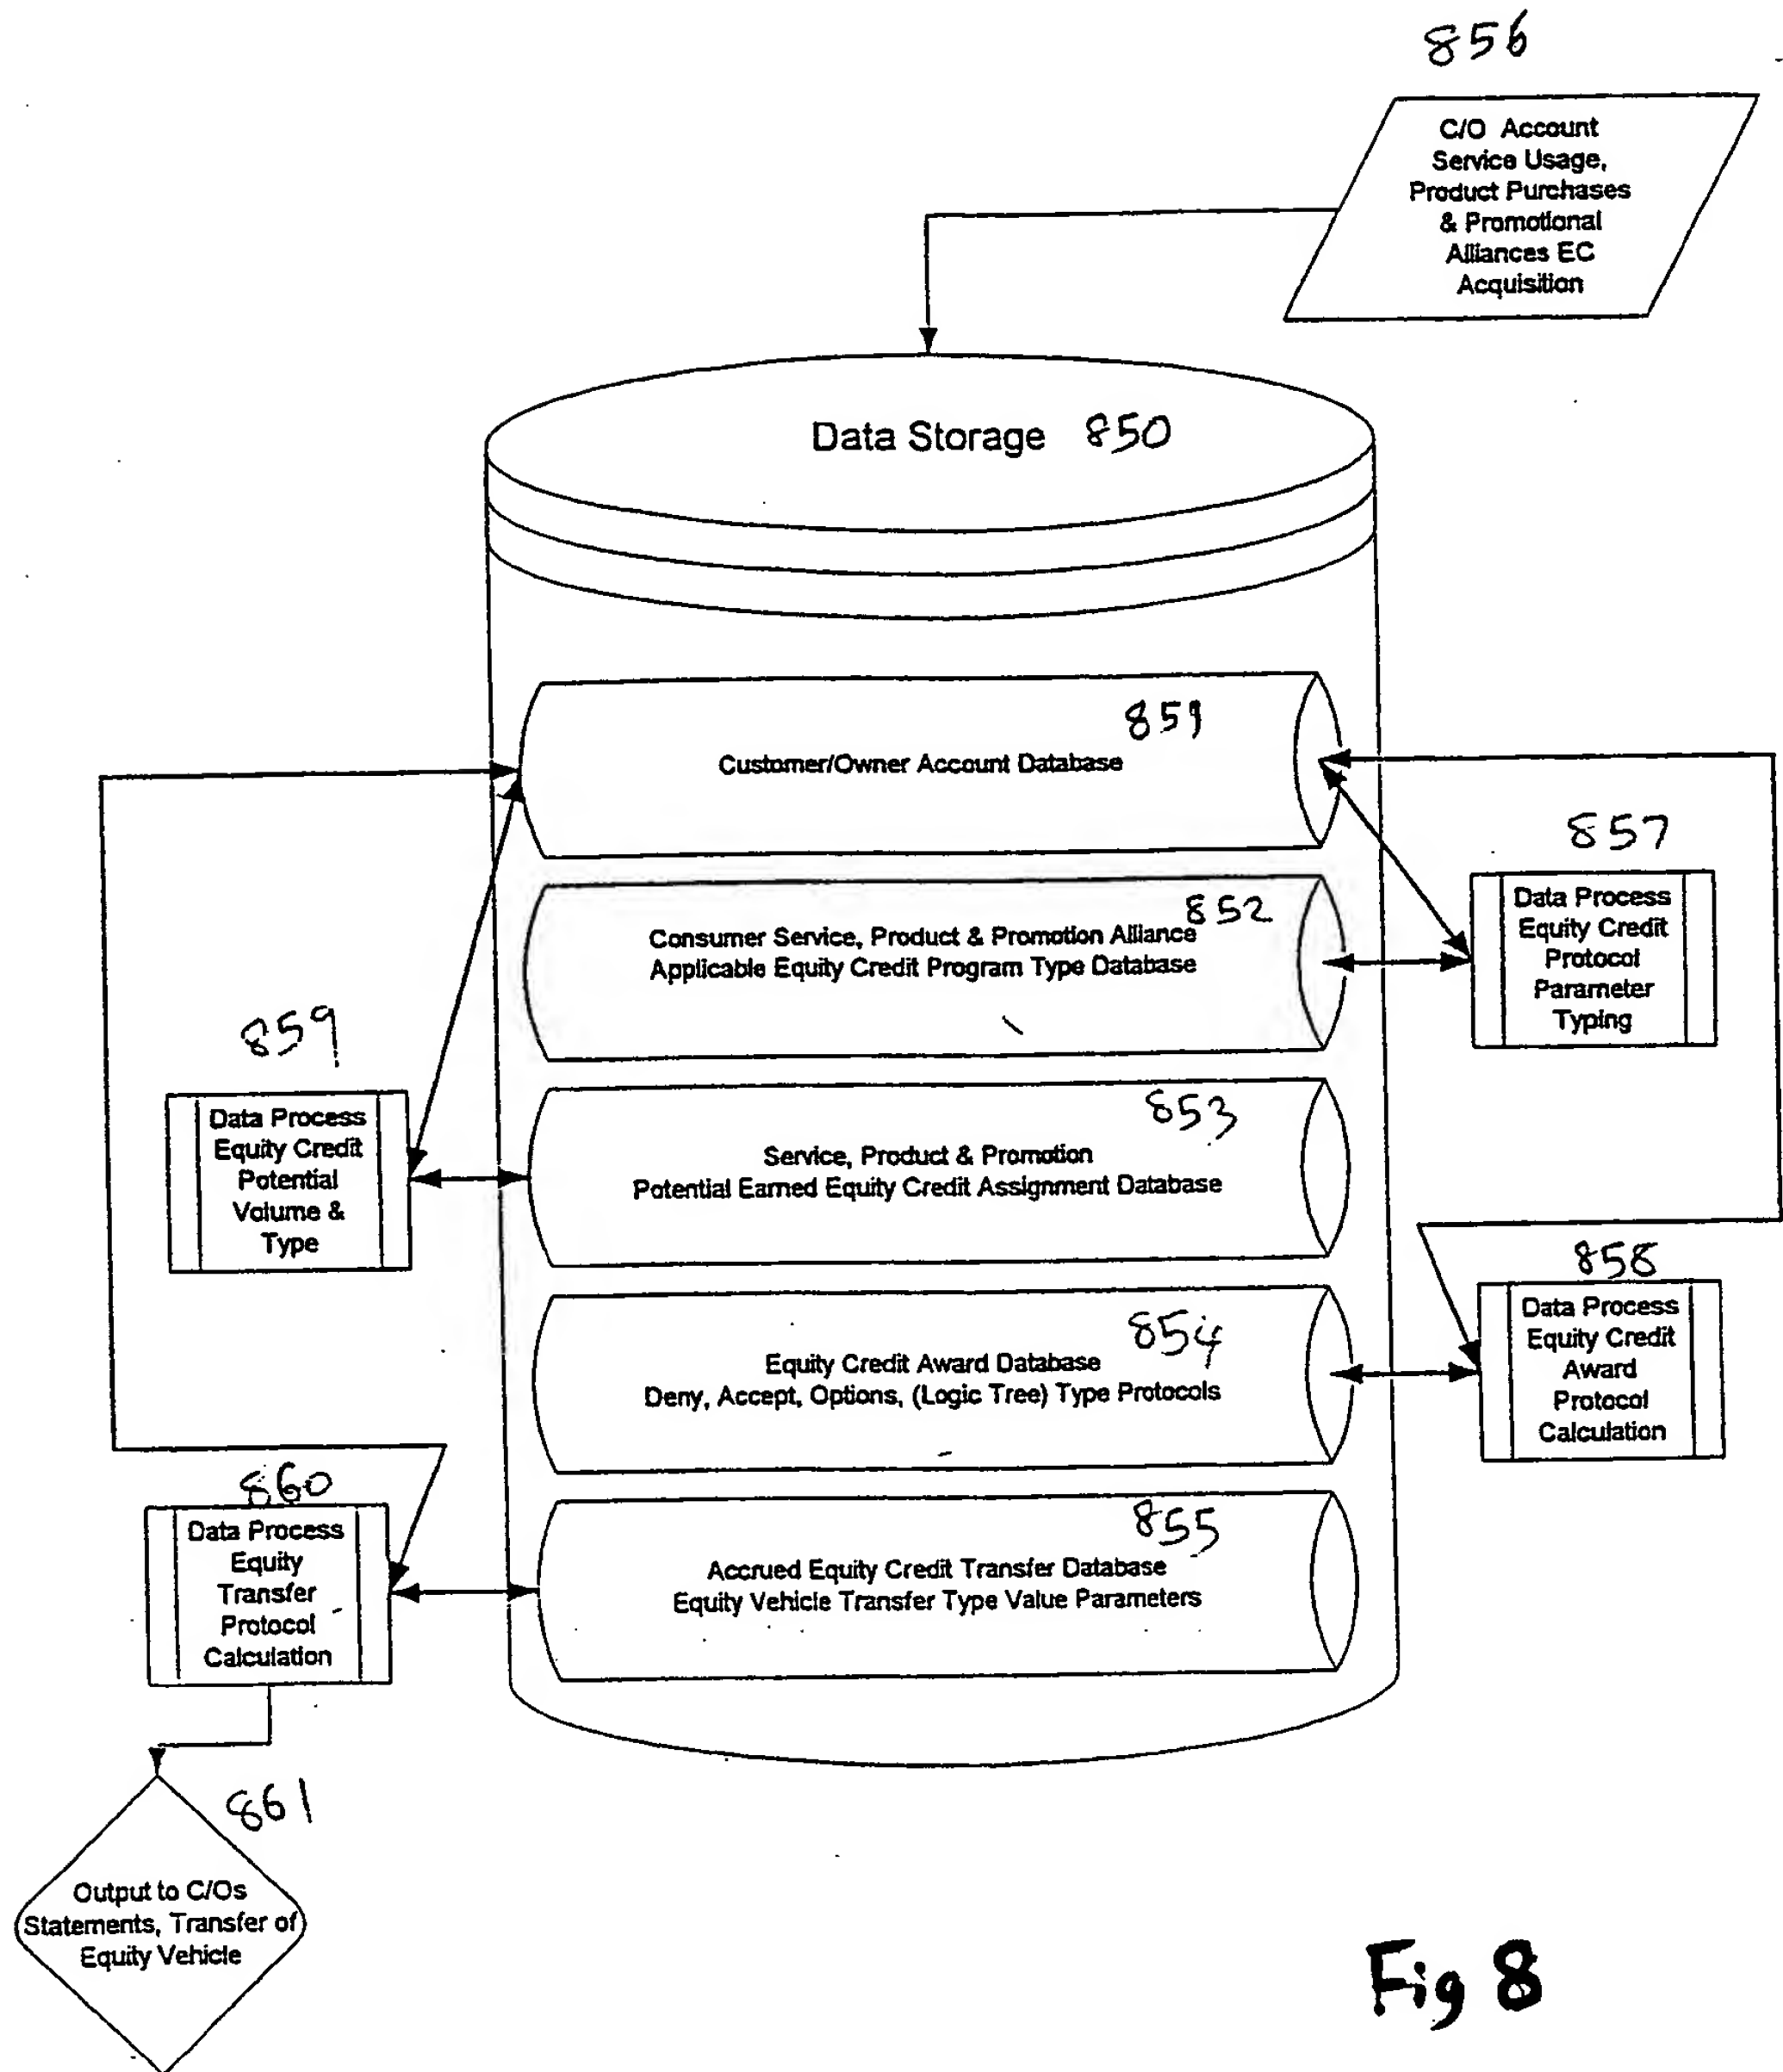 856
C/O Account
Service Usage,
Product Purchases
& Promotional
Alliances EC
Acquisition
Data Storage 850
851
Customer/Owner Account Database
857
Data Process
Equity Credit
Protocol
Parameter
Typing
852
Consumer Service, Product & Promotion Alliance
Applicable Equity Credit Program Type Database
859
Data Process
Equity Credit
Potential
Volume &
Type
853
Service, Product & Promotion
Potential Earned Equity Credit Assignment Database
858
Data Process
Equity Credit
Award
Protocol
Calculation
854
Equity Credit Award Database
Deny, Accept, Options, (Logic Tree) Type Protocols
860
Data Process
Equity
Transfer
Protocol
Calculation
855
Accrued Equity Credit Transfer Database
Equity Vehicle Transfer Type Value Parameters
861
Output to C/Os
Statements, Transfer of
Equity Vehicle
Fig 8